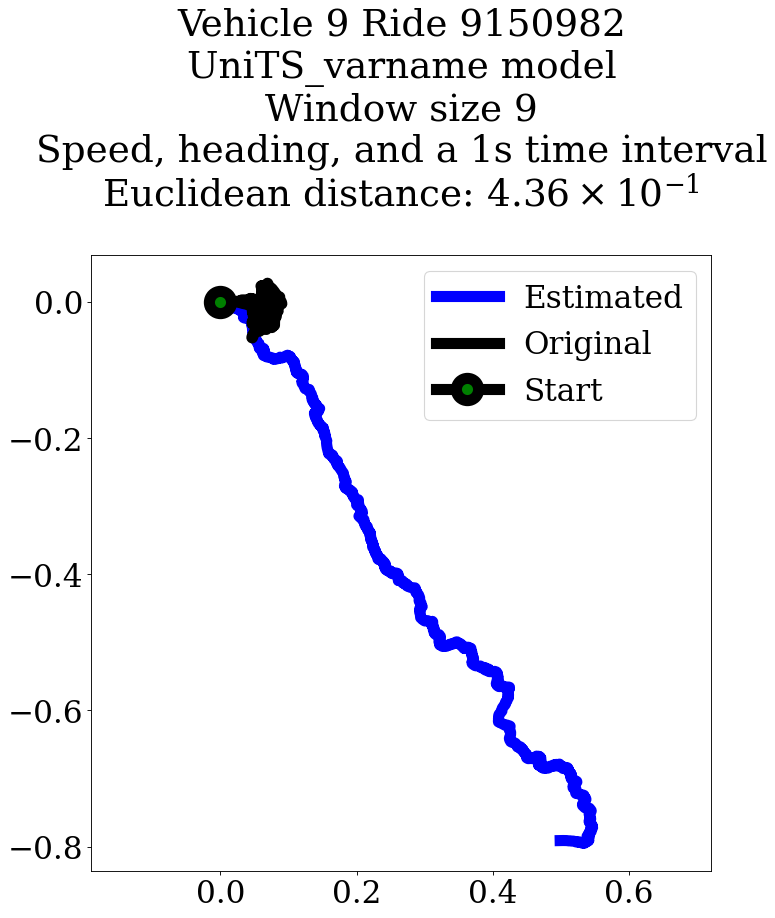 Vehicle 9 Ride 9150982
UniTS_varname model
Window size 9
Speed, heading, and a 1s time interval
Euclidean distance: 4.36 × 10⁻¹
Estimated
Original
Start
0.0
−0.2
−0.4
−0.6
−0.8
0.0 0.2 0.4 0.6